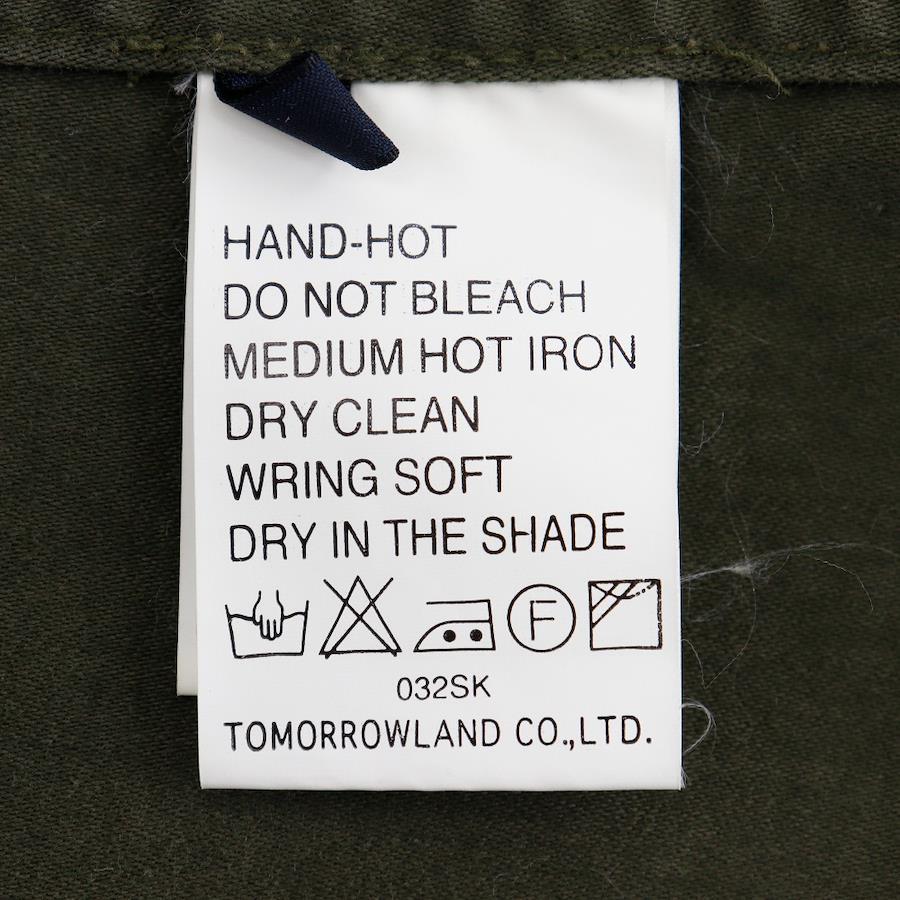 HAND-HOT
DO NOT BLEACH
MEDIUM HOT IRON
DRY CLEAN
WRING SOFT
DRY IN THE SHADE
F
032SK
TOMORROWLAND CO.,LTD.